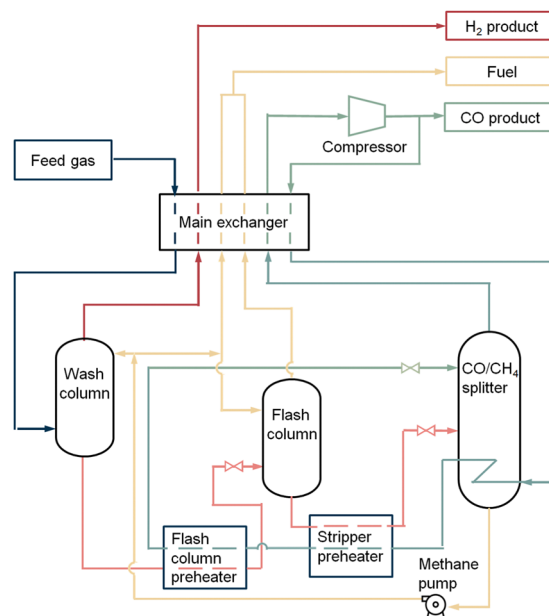 H₂ product
Fuel
CO product
Compressor
Feed gas
Main exchanger
Wash
column
CO/CH₄
splitter
Flash
column
Flash
column
preheater
Stripper
preheater
Methane
pump